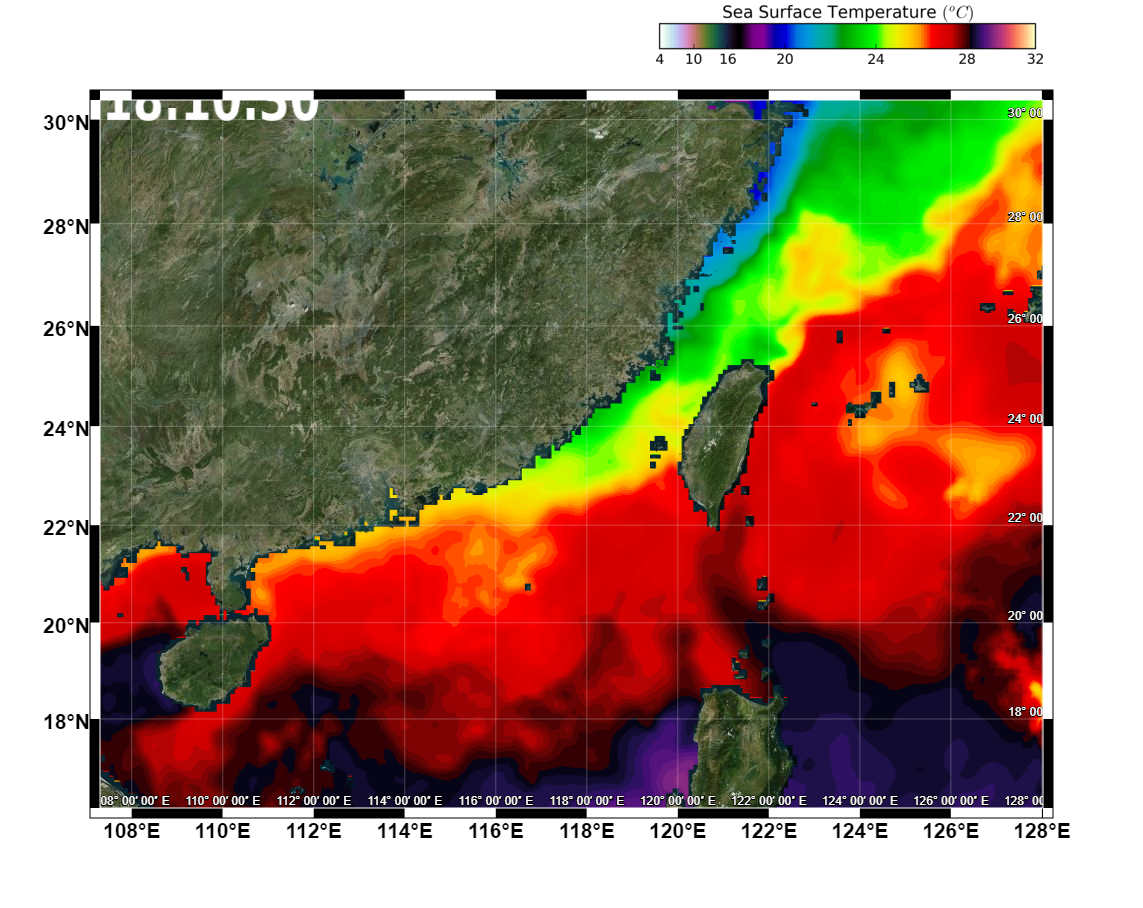 Sea Surface Temperature (°C)
4 10 16 20 24 28 32
18.10.30
30°N 30° 00
28°N 28° 00
26°N 26° 00
24°N 24° 00
22°N 22° 00
20°N 20° 00
18°N 18° 00
08° 00' 00" E 110° 00' 00" E 112° 00' 00" E 114° 00' 00" E 116° 00' 00" E 118° 00' 00" E 120° 00' 00" E 122° 00' 00" E 124° 00' 00" E 126° 00' 00" E 128° 00
108°E 110°E 112°E 114°E 116°E 118°E 120°E 122°E 124°E 126°E 128°E